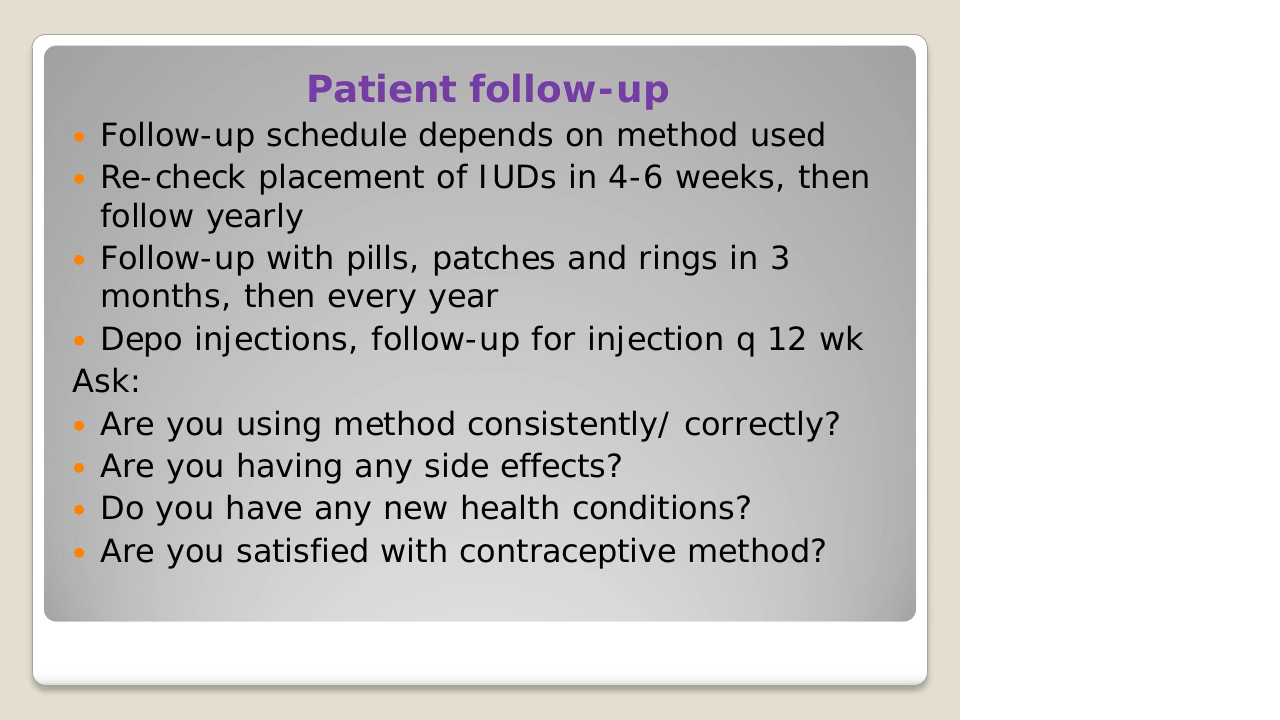 Patient follow-up
• Follow-up schedule depends on method used
• Re-check placement of IUDs in 4-6 weeks, then
follow yearly
• Follow-up with pills, patches and rings in 3
months, then every year
• Depo injections, follow-up for injection q 12 wk
Ask:
• Are you using method consistently/ correctly?
• Are you having any side effects?
• Do you have any new health conditions?
• Are you satisfied with contraceptive method?